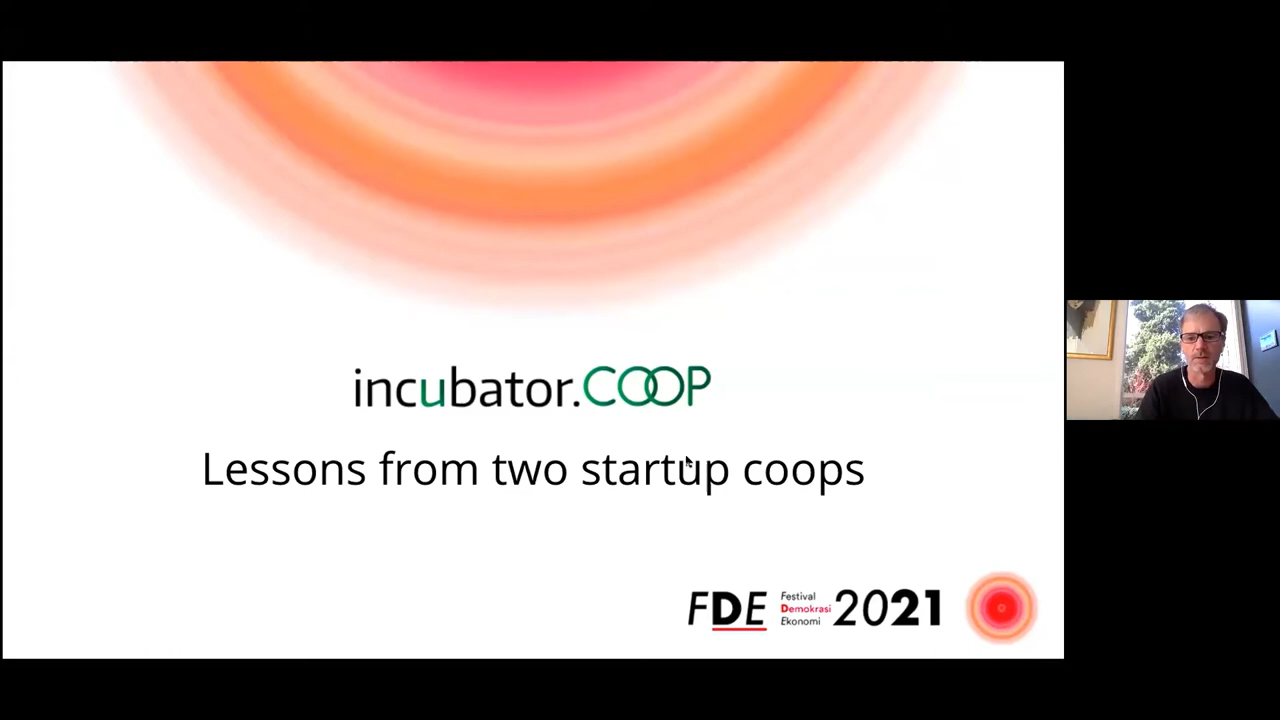 incubator.COOP
Lessons from two startup coops
FDE
Festival
Demokrasi
Ekonomi
2021